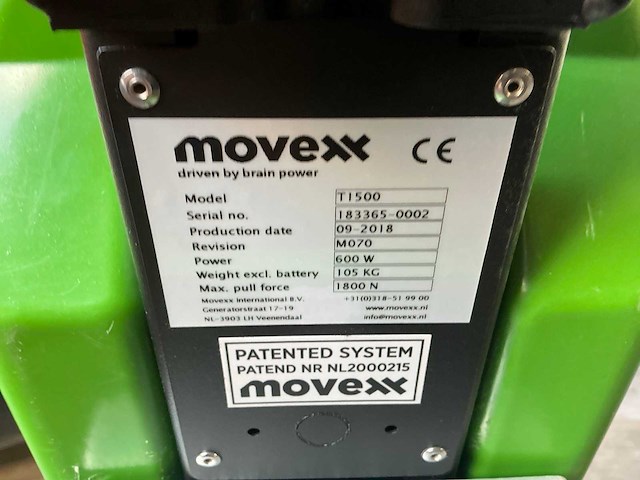 movexx CE
driven by brain power
Model T1500
Serial no. 183365-0002
Production date 09-2018
Revision M070
Power 600 W
Weight excl. battery 105 KG
Max. pull force 1800 N
Movexx International B.V. +31(0)318-51 99 00
Generatorstraat 17-19 www.movexx.nl
NL-3903 LH Veenendaal info@movexx.nl
PATENTED SYSTEM
PATEND NR NL2000215
movexx